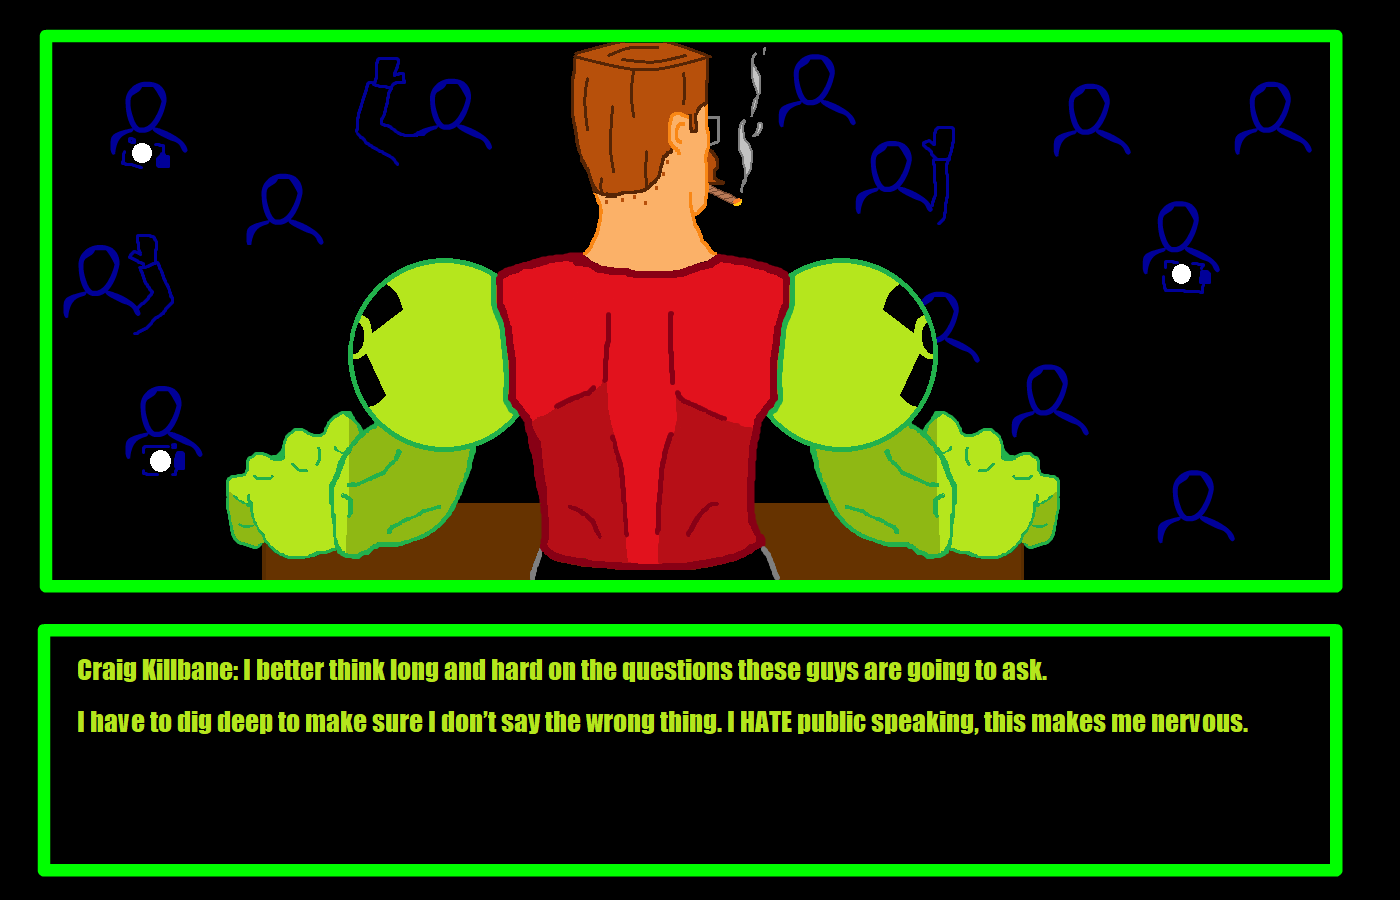 Craig Killbane: I better think long and hard on the questions these guys are going to ask.
I have to dig deep to make sure I don’t say the wrong thing. I HATE public speaking, this makes me nervous.